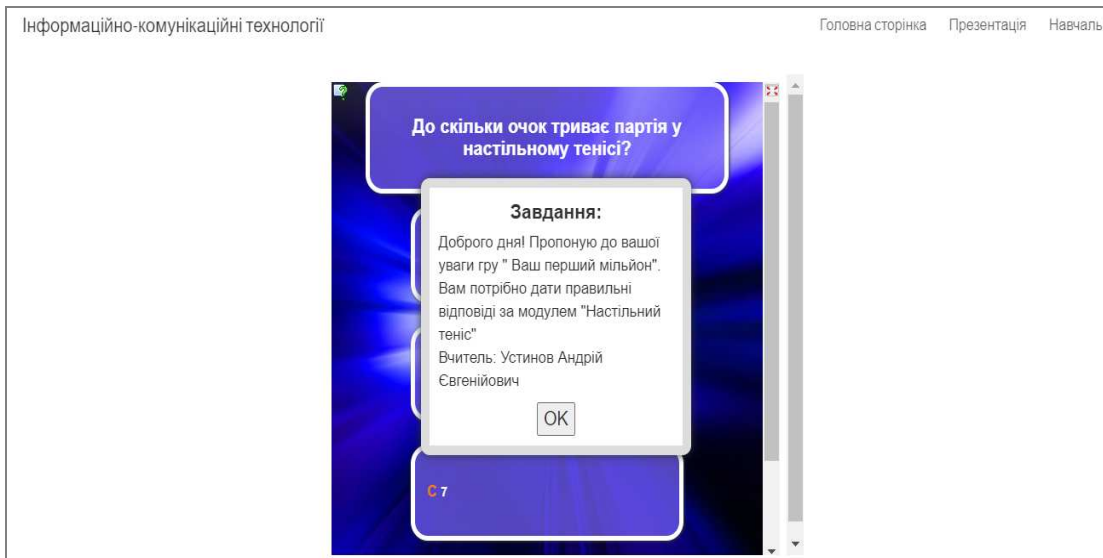 Інформаційно-комунікаційні технології
Головна сторінка Презентація Навчаль
До скільки очок триває партія у
настільному тенісі?
Завдання:
Доброго дня! Пропоную до вашої
уваги гру " Ваш перший мільйон".
Вам потрібно дати правильні
відповіді за модулем "Настільний
теніс"
Вчитель: Устинов Андрій
Євгенійович
OK
C 7